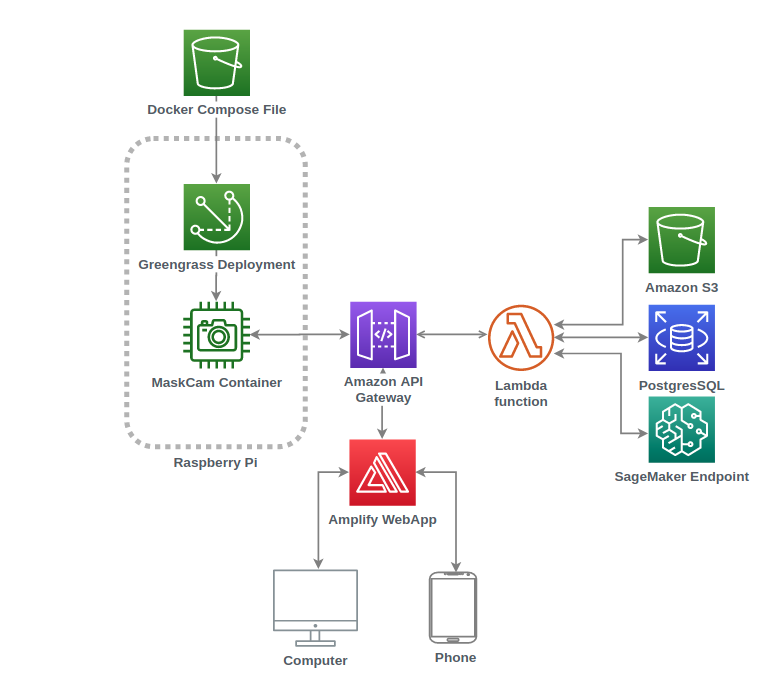 Docker Compose File
Greengrass Deployment
MaskCam Container
Raspberry Pi
Amazon API
Gateway
Lambda
function
Amazon S3
PostgresSQL
SageMaker Endpoint
Amplify WebApp
Computer
Phone